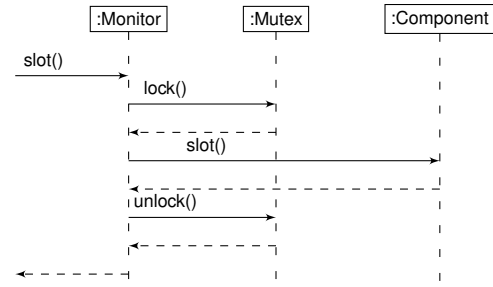 :Monitor :Mutex :Component
slot()
lock()
slot()
unlock()